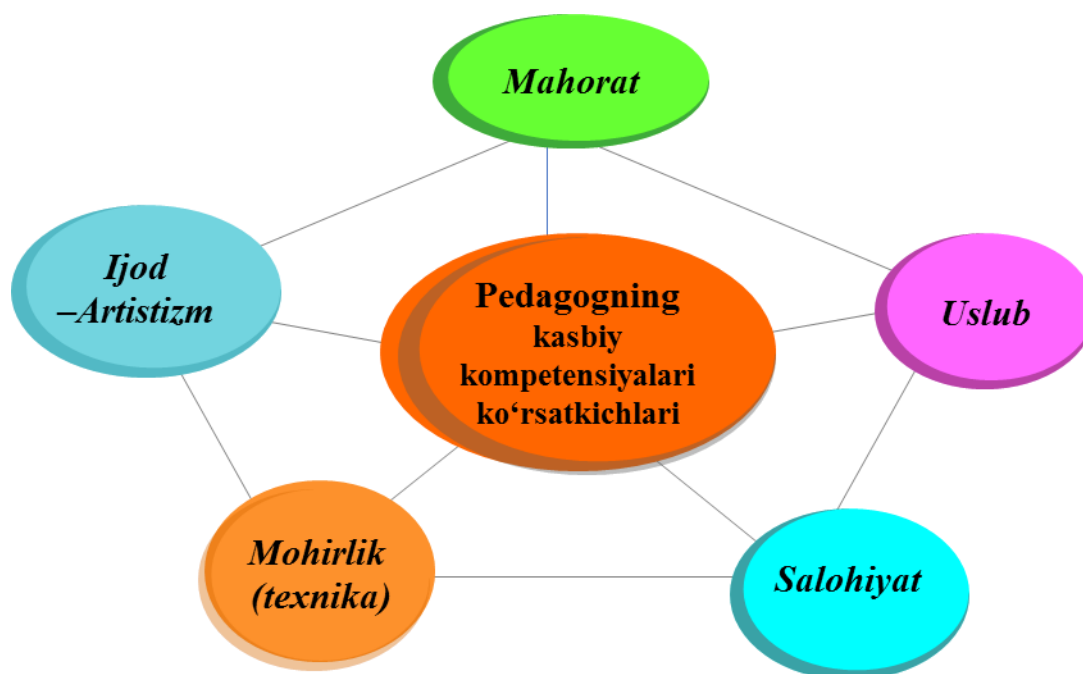 Mahorat
Ijod
–Artistizm
Pedagogning
kasbiy
kompetensiyalari
ko‘rsatkichlari
Uslub
Mohirlik
(texnika)
Salohiyat